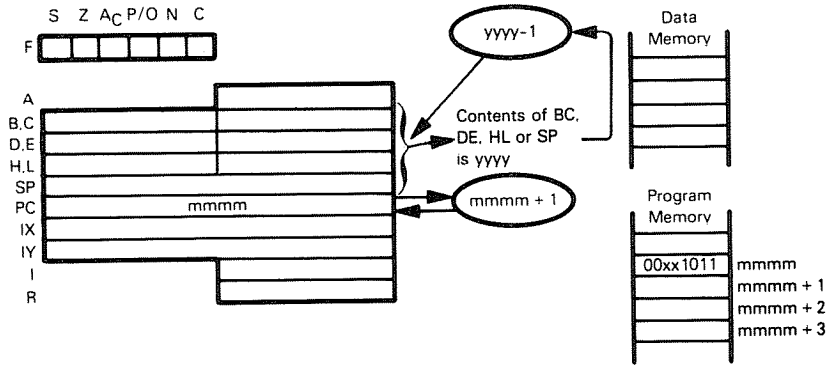 S Z AC P/O N C
F
A
B,C
D,E
H,L
SP
PC
IX
IY
I
R
mmmm
yyyy-1
Contents of BC,
DE, HL or SP
is yyyy
mmmm + 1
Data
Memory
Program
Memory
00xx1011 mmmm
mmmm + 1
mmmm + 2
mmmm + 3